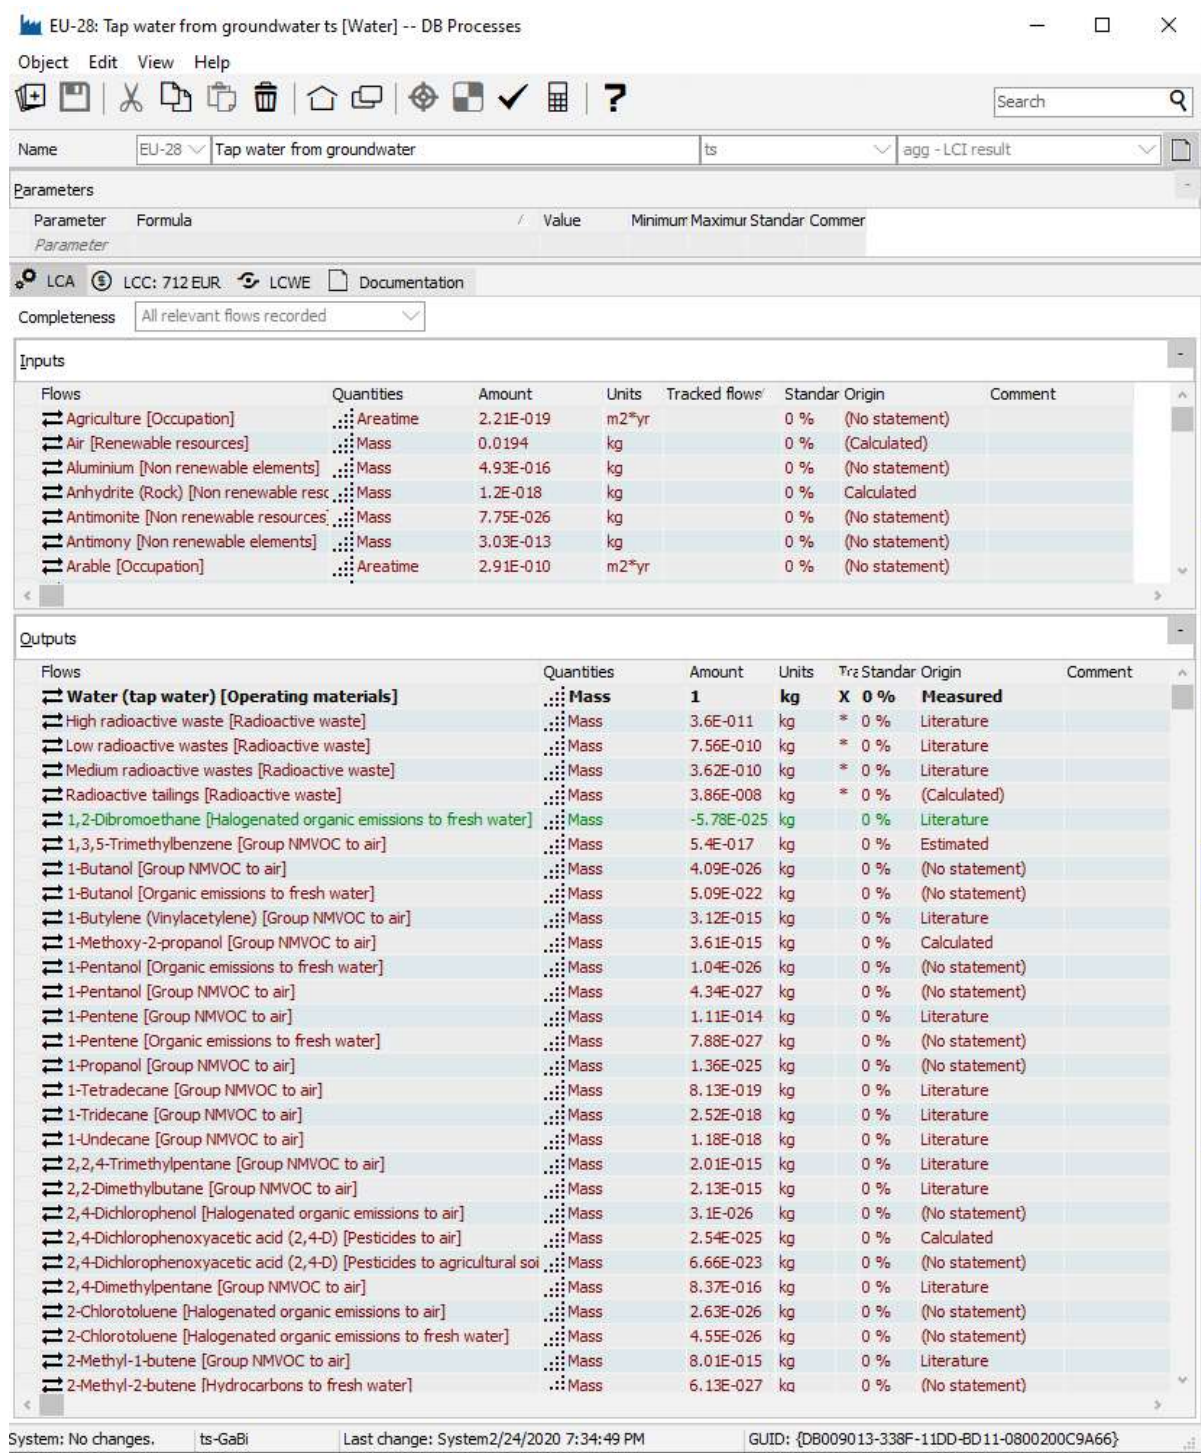 EU-28: Tap water from groundwater ts [Water] -- DB Processes
Object Edit View Help
Search
Name EU-28 Tap water from groundwater ts agg - LCI result
Parameters
Parameter Formula / Value Minimum Maximur Standar Commer
Parameter
LCA LCC: 712 EUR LCWE Documentation
Completeness All relevant flows recorded
Inputs
Flows Quantities Amount Units Tracked flows Standar Origin Comment
Agriculture [Occupation] Areatime 2.21E-019 m2*yr 0 % (No statement)
Air [Renewable resources] Mass 0.0194 kg 0 % (Calculated)
Aluminium [Non renewable elements] Mass 4.93E-016 kg 0 % (No statement)
Anhydrite (Rock) [Non renewable resc Mass 1.2E-018 kg 0 % Calculated
Antimonite [Non renewable resources] Mass 7.75E-026 kg 0 % (No statement)
Antimony [Non renewable elements] Mass 3.03E-013 kg 0 % (No statement)
Arable [Occupation] Areatime 2.91E-010 m2*yr 0 % (No statement)
Outputs
Flows Quantities Amount Units Tra Standar Origin Comment
Water (tap water) [Operating materials] Mass 1 kg X 0 % Measured
High radioactive waste [Radioactive waste] Mass 3.6E-011 kg * 0 % Literature
Low radioactive wastes [Radioactive waste] Mass 7.56E-010 kg * 0 % Literature
Medium radioactive wastes [Radioactive waste] Mass 3.62E-010 kg * 0 % Literature
Radioactive tailings [Radioactive waste] Mass 3.86E-008 kg * 0 % (Calculated)
1,2-Dibromoethane [Halogenated organic emissions to fresh water] Mass -5.78E-025 kg 0 % Literature
1,3,5-Trimethylbenzene [Group NMVOC to air] Mass 5.4E-017 kg 0 % Estimated
1-Butanol [Group NMVOC to air] Mass 4.09E-026 kg 0 % (No statement)
1-Butanol [Organic emissions to fresh water] Mass 5.09E-022 kg 0 % (No statement)
1-Butylene (Vinylacetylene) [Group NMVOC to air] Mass 3.12E-015 kg 0 % Literature
1-Methoxy-2-propanol [Group NMVOC to air] Mass 3.61E-015 kg 0 % Calculated
1-Pentanol [Organic emissions to fresh water] Mass 1.04E-026 kg 0 % (No statement)
1-Pentanol [Group NMVOC to air] Mass 4.34E-027 kg 0 % (No statement)
1-Pentene [Group NMVOC to air] Mass 1.11E-014 kg 0 % Literature
1-Pentene [Organic emissions to fresh water] Mass 7.88E-027 kg 0 % (No statement)
1-Propanol [Group NMVOC to air] Mass 1.36E-025 kg 0 % (No statement)
1-Tetradecane [Group NMVOC to air] Mass 8.13E-019 kg 0 % Literature
1-Tridecane [Group NMVOC to air] Mass 2.52E-018 kg 0 % Literature
1-Undecane [Group NMVOC to air] Mass 1.18E-018 kg 0 % Literature
2,2,4-Trimethylpentane [Group NMVOC to air] Mass 2.01E-015 kg 0 % Literature
2,2-Dimethylbutane [Group NMVOC to air] Mass 2.13E-015 kg 0 % Literature
2,4-Dichlorophenol [Halogenated organic emissions to air] Mass 3.1E-026 kg 0 % (No statement)
2,4-Dichlorophenoxyacetic acid (2,4-D) [Pesticides to air] Mass 2.54E-025 kg 0 % Calculated
2,4-Dichlorophenoxyacetic acid (2,4-D) [Pesticides to agricultural soi Mass 6.66E-023 kg 0 % (No statement)
2,4-Dimethylpentane [Group NMVOC to air] Mass 8.37E-016 kg 0 % Literature
2-Chlorotoluene [Halogenated organic emissions to air] Mass 2.63E-026 kg 0 % (No statement)
2-Chlorotoluene [Halogenated organic emissions to fresh water] Mass 4.55E-026 kg 0 % (No statement)
2-Methyl-1-butene [Group NMVOC to air] Mass 8.01E-015 kg 0 % Literature
2-Methyl-2-butene [Hydrocarbons to fresh water] Mass 6.13E-027 kg 0 % (No statement)
System: No changes. ts-GaBi Last change: System2/24/2020 7:34:49 PM GUID: {DB009013-338F-11DD-BD11-0800200C9A66}